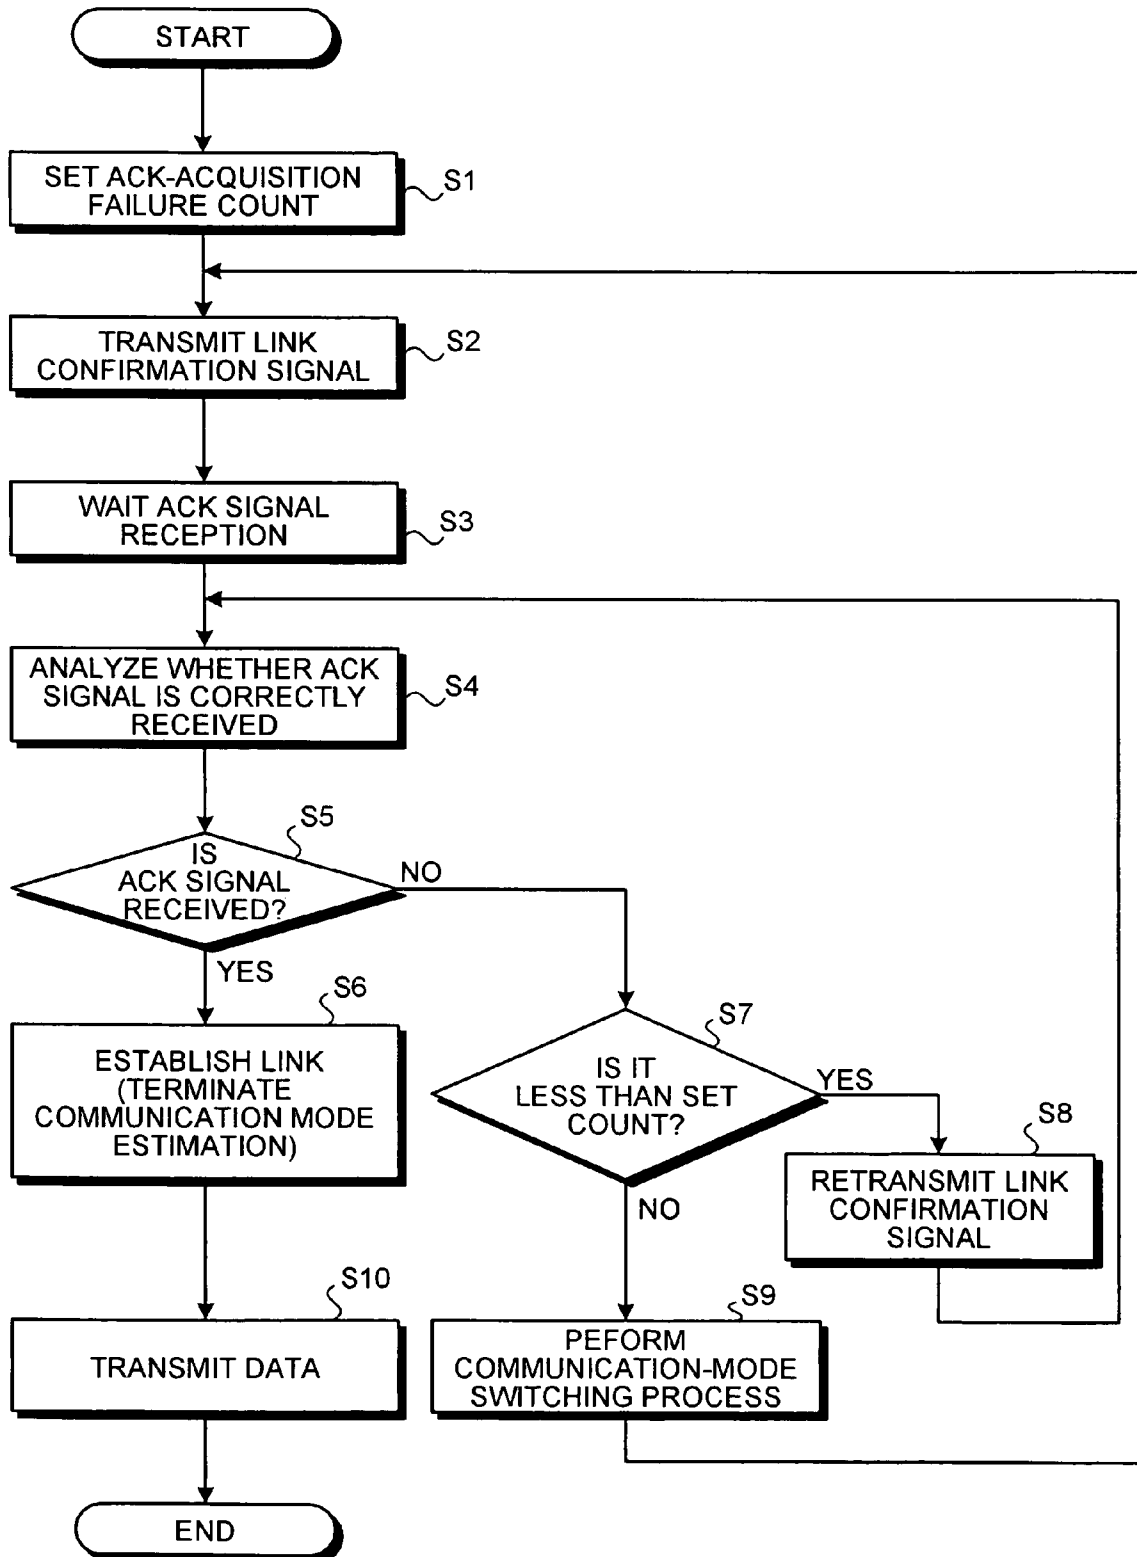 START
SET ACK-ACQUISITION
FAILURE COUNT
S1
TRANSMIT LINK
CONFIRMATION SIGNAL
S2
WAIT ACK SIGNAL
RECEPTION
S3
ANALYZE WHETHER ACK
SIGNAL IS CORRECTLY
RECEIVED
S4
S5
IS
ACK SIGNAL
RECEIVED?
NO
YES
S6
ESTABLISH LINK
(TERMINATE
COMMUNICATION MODE
ESTIMATION)
S7
IS IT
LESS THAN SET
COUNT?
YES
NO
S8
RETRANSMIT LINK
CONFIRMATION
SIGNAL
S10
TRANSMIT DATA
S9
PEFORM
COMMUNICATION-MODE
SWITCHING PROCESS
END